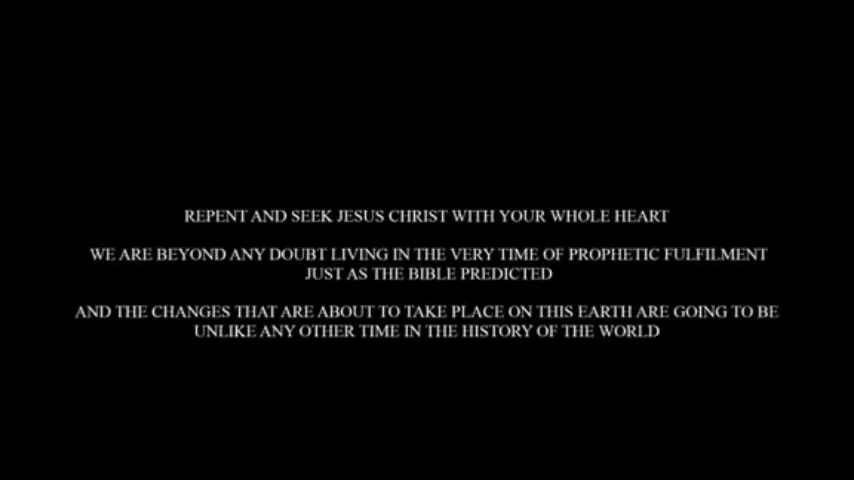 REPENT AND SEEK JESUS CHRIST WITH YOUR WHOLE HEART
WE ARE BEYOND ANY DOUBT LIVING IN THE VERY TIME OF PROPHETIC FULFILMENT
JUST AS THE BIBLE PREDICTED
AND THE CHANGES THAT ARE ABOUT TO TAKE PLACE ON THIS EARTH ARE GOING TO BE
UNLIKE ANY OTHER TIME IN THE HISTORY OF THE WORLD